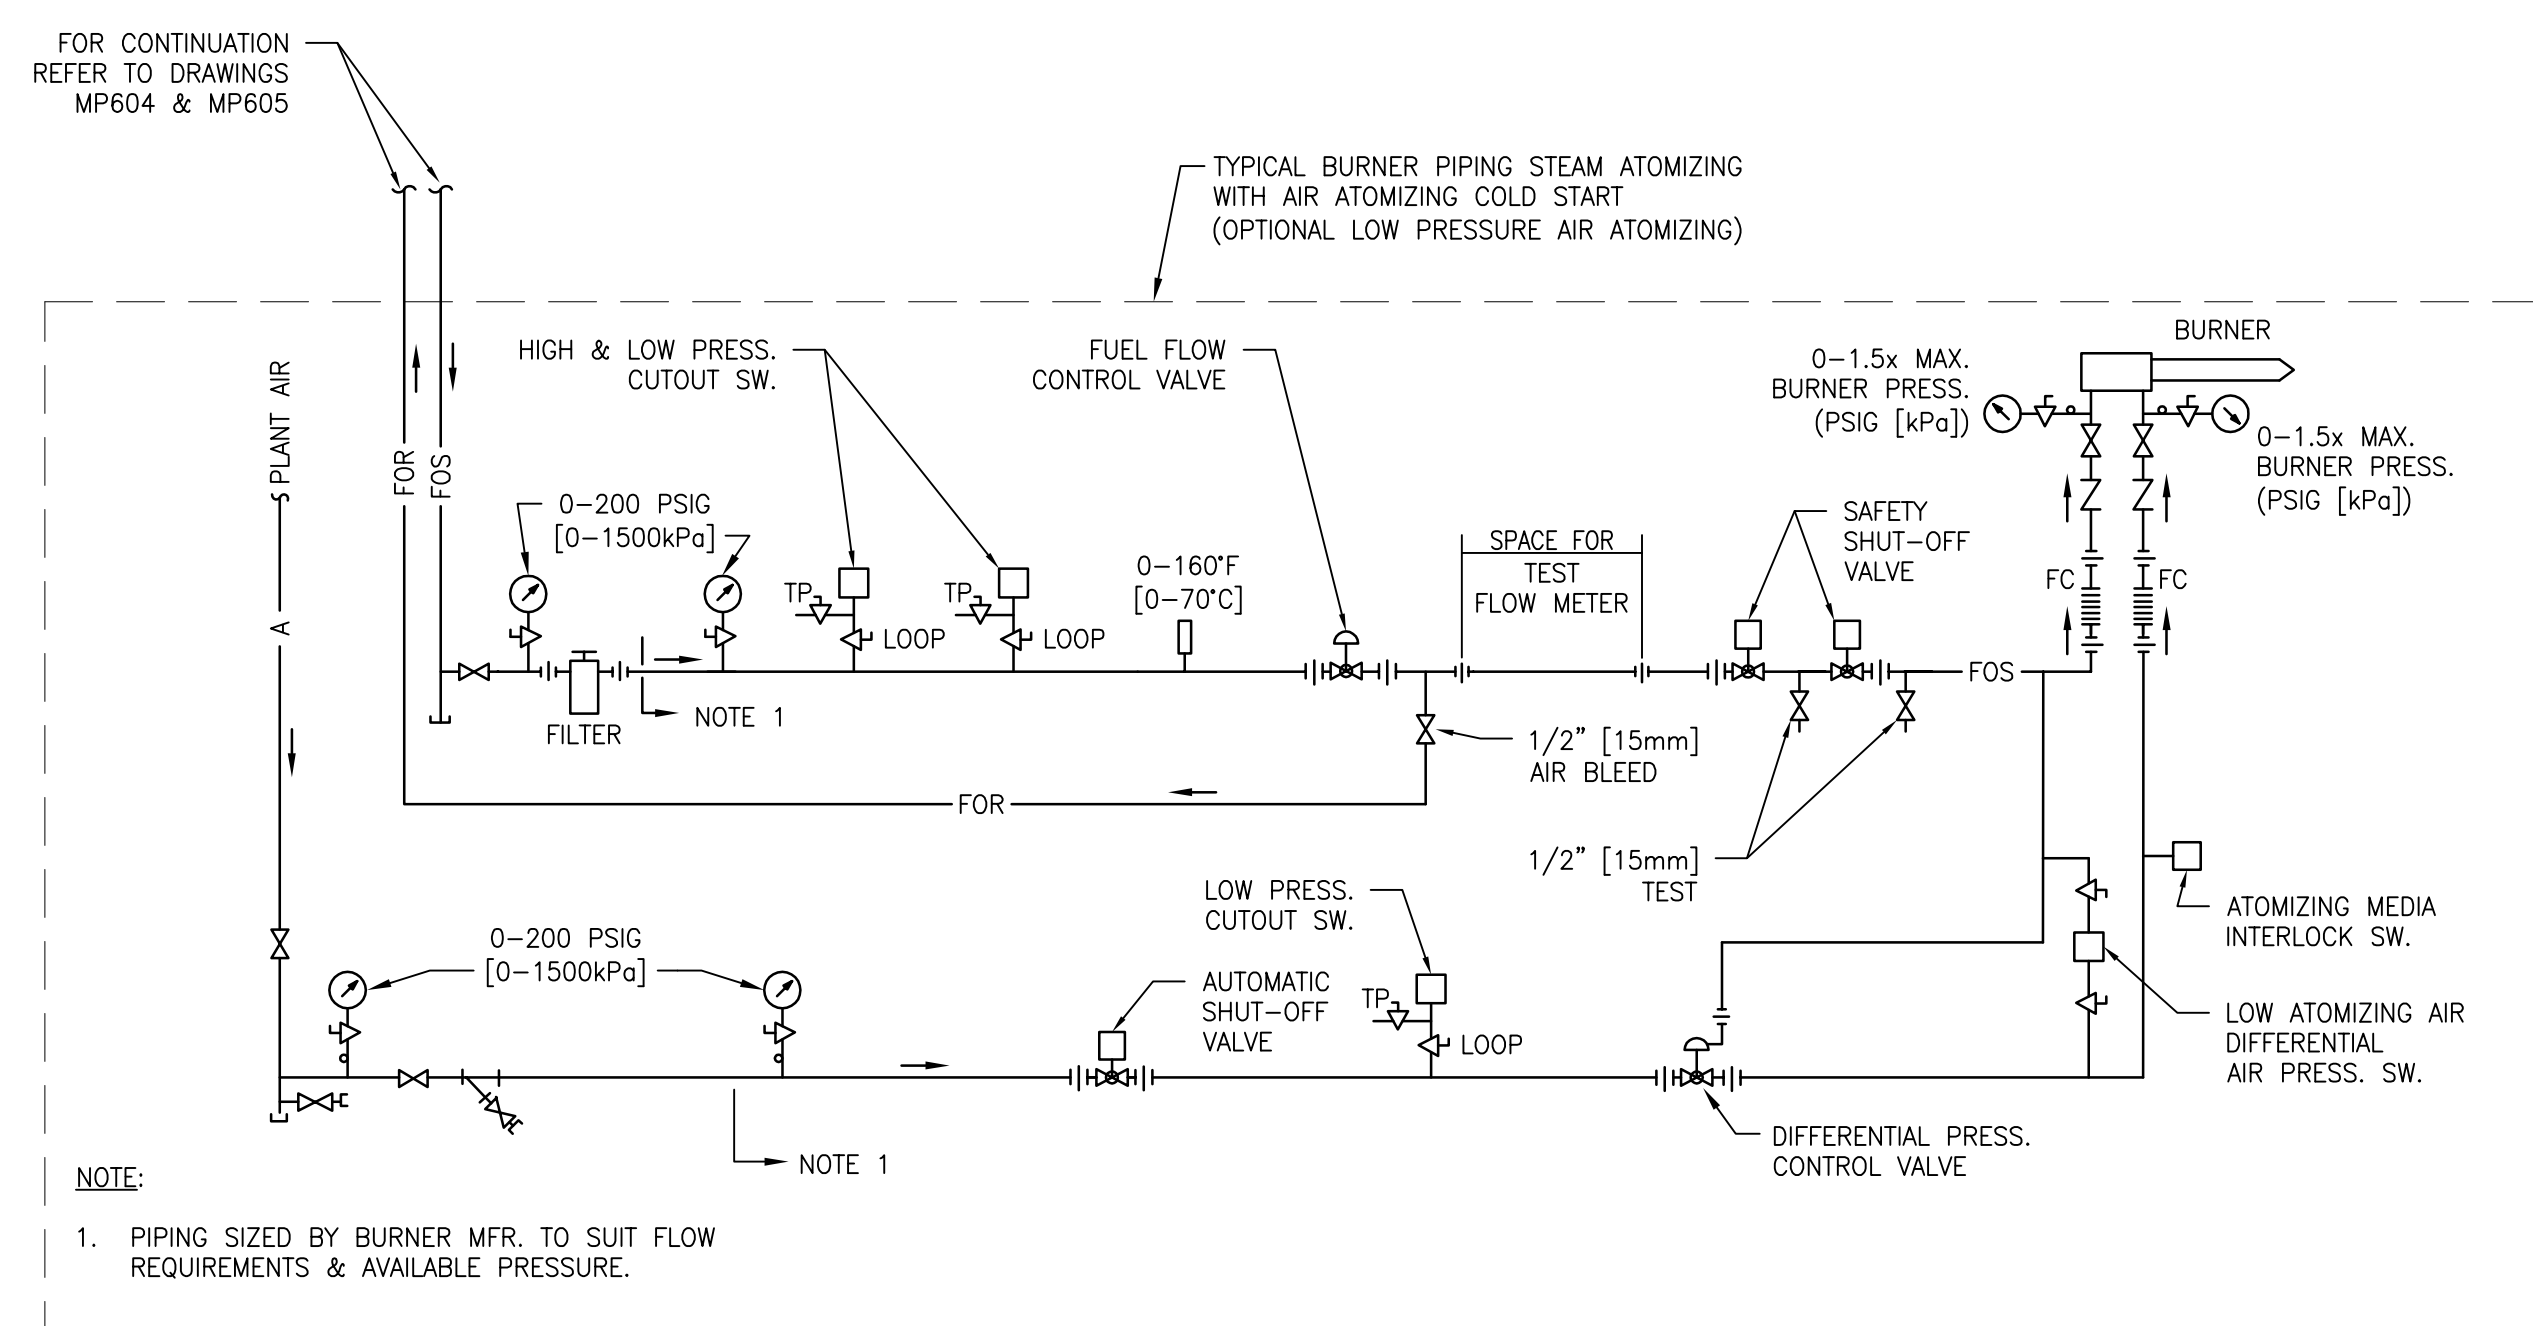 FOR CONTINUATION
REFER TO DRAWINGS
MP604 & MP605
TYPICAL BURNER PIPING STEAM ATOMIZING
WITH AIR ATOMIZING COLD START
(OPTIONAL LOW PRESSURE AIR ATOMIZING)
BURNER
HIGH & LOW PRESS.
CUTOUT SW.
FUEL FLOW
CONTROL VALVE
0-1.5x MAX.
BURNER PRESS.
(PSIG [kPa])
0-1.5x MAX.
BURNER PRESS.
(PSIG [kPa])
PLANT AIR
FOR
FOS
0-200 PSIG
[0-1500kPa]
SAFETY
SHUT-OFF
VALVE
SPACE FOR
TEST
FLOW METER
0-160°F
[0-70°C]
FC
FC
TP
TP
A
LOOP
LOOP
FOS
NOTE 1
FILTER
1/2" [15mm]
AIR BLEED
FOR
1/2" [15mm]
TEST
LOW PRESS.
CUTOUT SW.
ATOMIZING MEDIA
INTERLOCK SW.
0-200 PSIG
[0-1500kPa]
AUTOMATIC
SHUT-OFF
VALVE
TP
LOOP
LOW ATOMIZING AIR
DIFFERENTIAL
AIR PRESS. SW.
DIFFERENTIAL PRESS.
CONTROL VALVE
NOTE 1
NOTE:
1. PIPING SIZED BY BURNER MFR. TO SUIT FLOW
REQUIREMENTS & AVAILABLE PRESSURE.